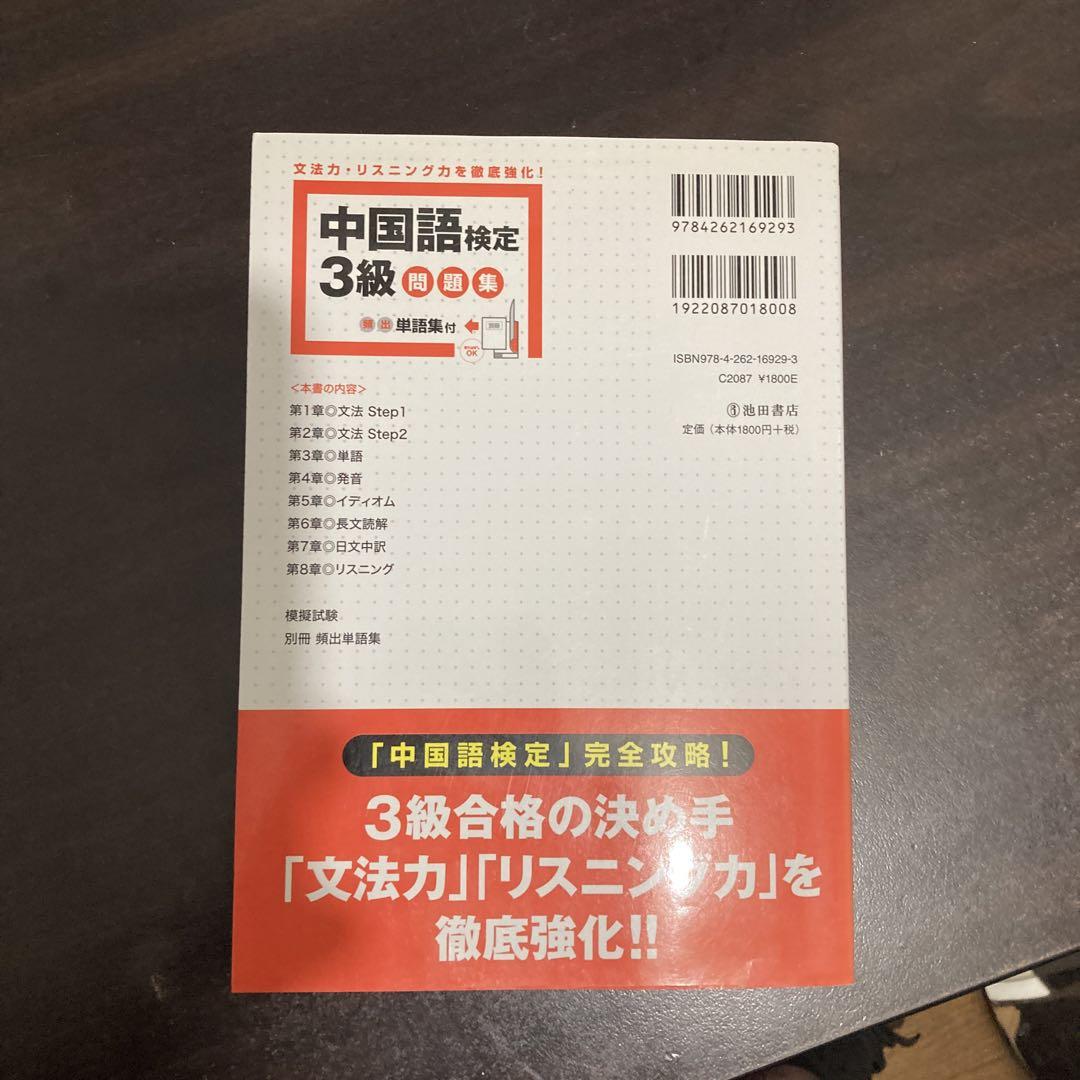 文法力・リスニング力を徹底強化！
中国語検定
3級 問題集
頻出 単語集付
別冊
OK
<本書の内容>
第1章◎文法 Step1
第2章◎文法 Step2
第3章◎単語
第4章◎発音
第5章◎イディオム
第6章◎長文読解
第7章◎日文中訳
第8章◎リスニング
模擬試験
別冊 頻出単語集
9784262169293
1922087018008
ISBN978-4-262-16929-3
C2087 ¥1800E
池田書店
定価（本体1800円＋税）
「中国語検定」完全攻略！
3級合格の決め手
「文法力」「リスニング力」を
徹底強化!!